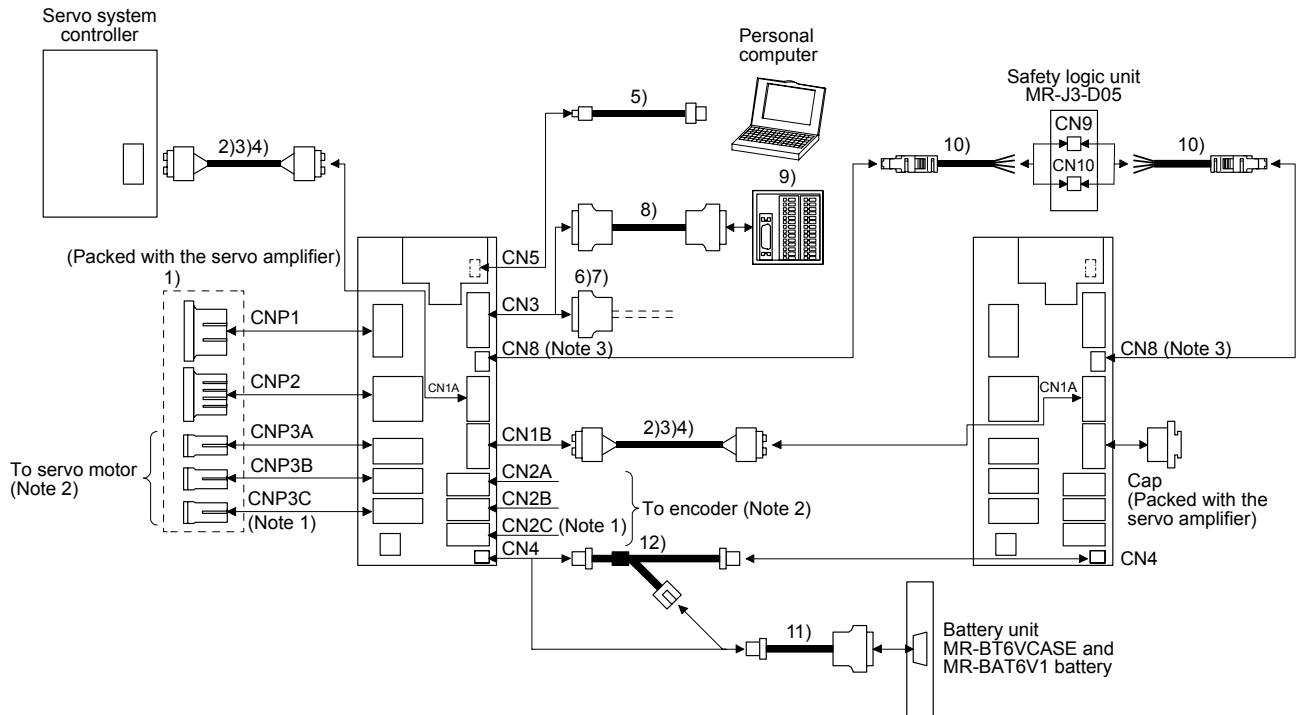 Servo system
controller
Personal
computer
Safety logic unit
MR-J3-D05
CN9
CN10
2)3)4)
5)
10)
10)
9)
8)
6)7)
(Packed with the servo amplifier)
1)
CN5
CN3
CN8 (Note 3)
CN8 (Note 3)
CNP1
CNP2
CN1A
CN1A
CNP3A
CNP3B
CNP3C
(Note 1)
To servo motor
(Note 2)
CN1B
2)3)4)
CN2A
CN2B
CN2C (Note 1)
To encoder (Note 2)
CN4
12)
CN4
Cap
(Packed with the
servo amplifier)
11)
Battery unit
MR-BT6VCASE and
MR-BAT6V1 battery